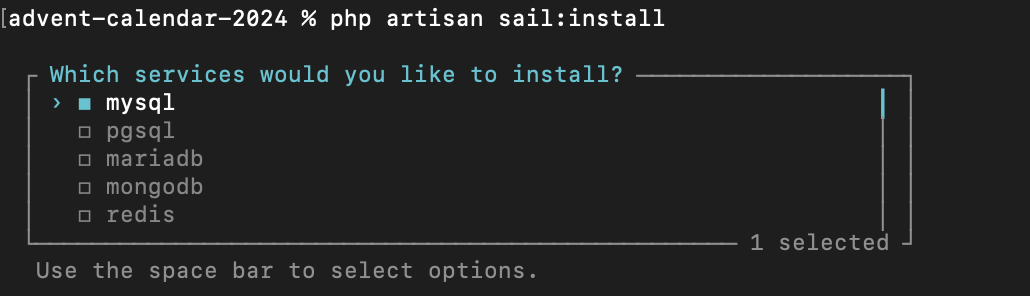 [advent-calendar-2024 % php artisan sail:install
Which services would you like to install?
› ■ mysql
□ pgsql
□ mariadb
□ mongodb
□ redis
1 selected
Use the space bar to select options.